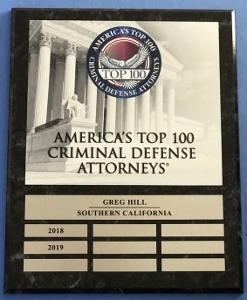 AMERICA'S TOP 100
TOP 100
CRIMINAL DEFENSE ATTORNEYS
AMERICA'S TOP 100
CRIMINAL DEFENSE
ATTORNEYS®
GREG HILL
SOUTHERN CALIFORNIA
2018
2019